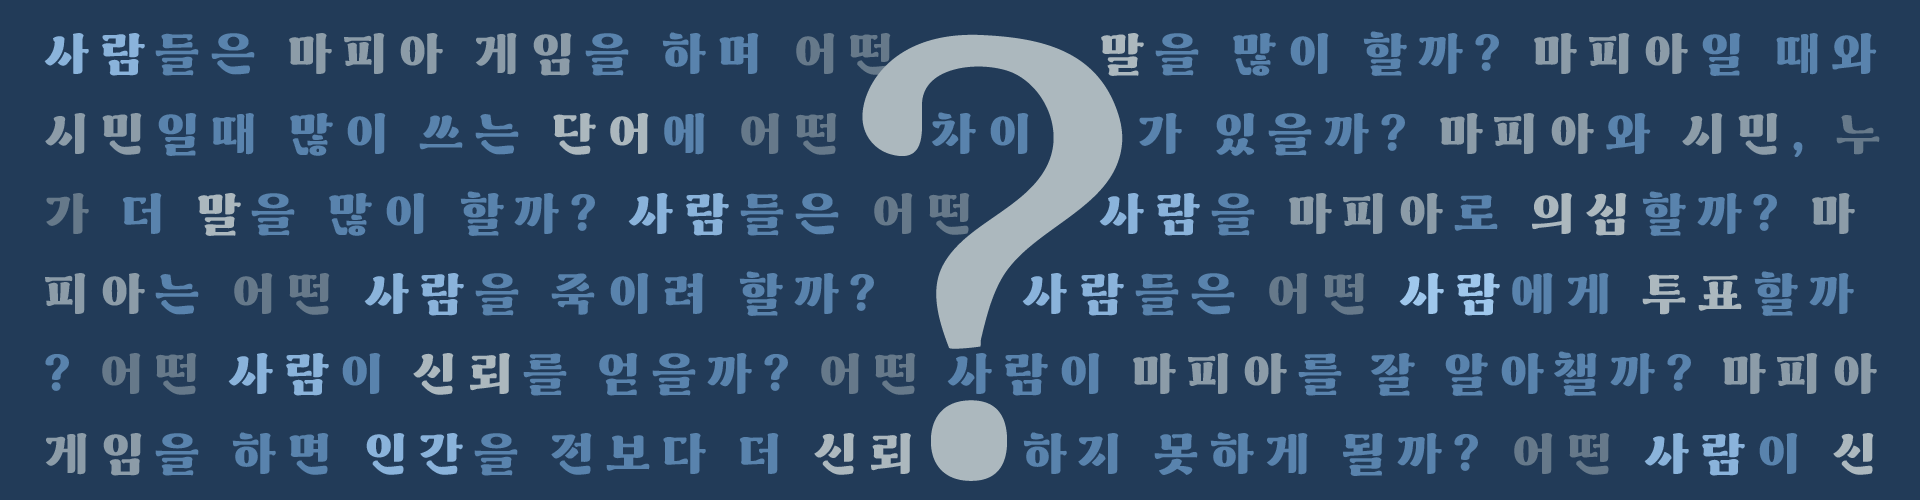 사람들은 마피아 게임을 하며 어떤 말을 많이 할까? 마피아일 때와
시민일때 많이 쓰는 단어에 어떤 차이가 있을까? 마피아와 시민, 누
가 더 말을 많이 할까? 사람들은 어떤 사람을 마피아로 의심할까? 마
피아는 어떤 사람을 죽이려 할까? 사람들은 어떤 사람에게 투표할까
? 어떤 사람이 신뢰를 얻을까? 어떤 사람이 마피아를 잘 알아챌까? 마피아
게임을 하면 인간을 전보다 더 신뢰하지 못하게 될까? 어떤 사람이 신
?